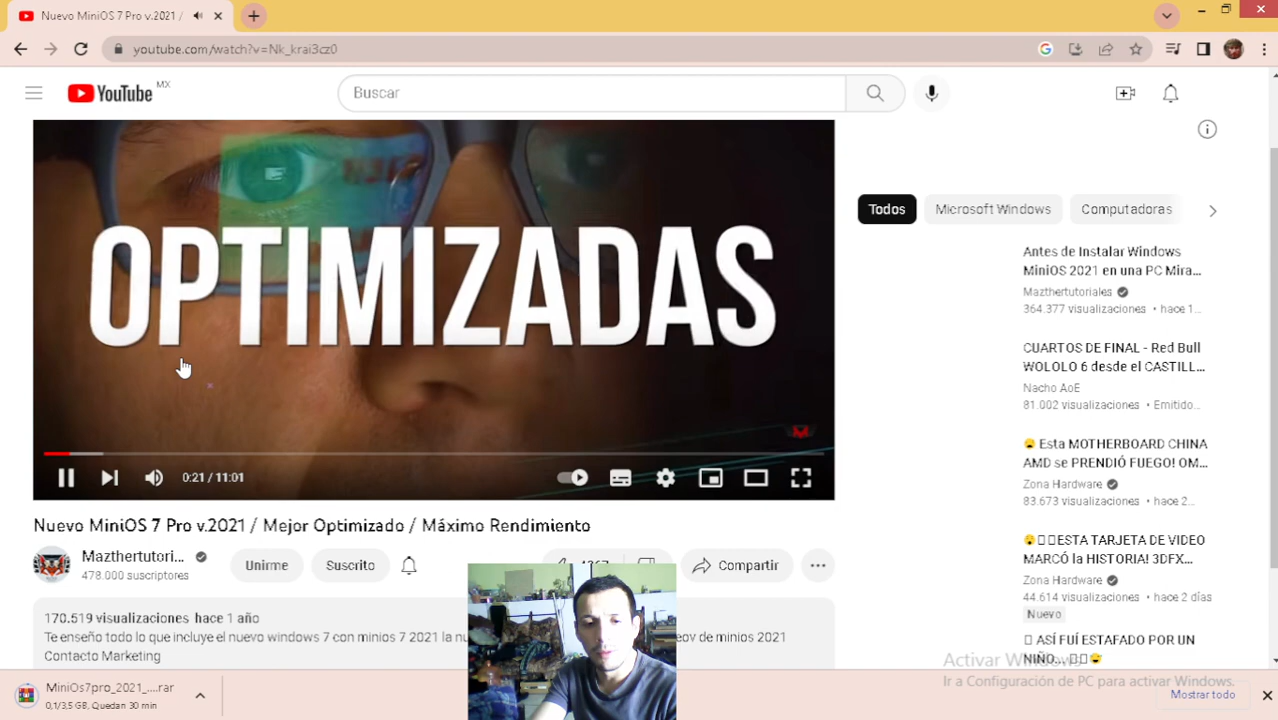 Nuevo MiniOS 7 Pro v.2021 /
youtube.com/watch?v=Nk_krai3cz0
YouTube MX
Buscar
OPTIMIZADAS
0:21 / 11:01
Nuevo MiniOS 7 Pro v.2021 / Mejor Optimizado / Máximo Rendimiento
Mazthertutori...
478.000 suscriptores
Unirme
Suscrito
Compartir
170.519 visualizaciones hace 1 año
Te enseño todo lo que incluye el nuevo windows 7 con minios 7 2021 la nu
de minios 2021
Contacto Marketing
Todos
Microsoft Windows
Computadoras
Antes de Instalar Windows
MiniOS 2021 en una PC Mira...
Mazthertutoriales
364.377 visualizaciones • hace 1...
CUARTOS DE FINAL - Red Bull
WOLOLO 6 desde el CASTILL...
Nacho AoE
81.002 visualizaciones • Emitido...
Esta MOTHERBOARD CHINA
AMD se PRENDIÓ FUEGO! OM...
Zona Hardware
83.673 visualizaciones • hace 2...
ESTA TARJETA DE VIDEO
MARCÓ la HISTORIA! 3DFX...
Zona Hardware
44.614 visualizaciones • hace 2 días
Nuevo
ASÍ FUÍ ESTAFADO POR UN
NIÑO...
Activar Windows
Ir a Configuración de PC para activar Windows.
MiniOs7pro_2021_....rar
0,1/3,5 GB, Quedan 30 min
Mostrar todo